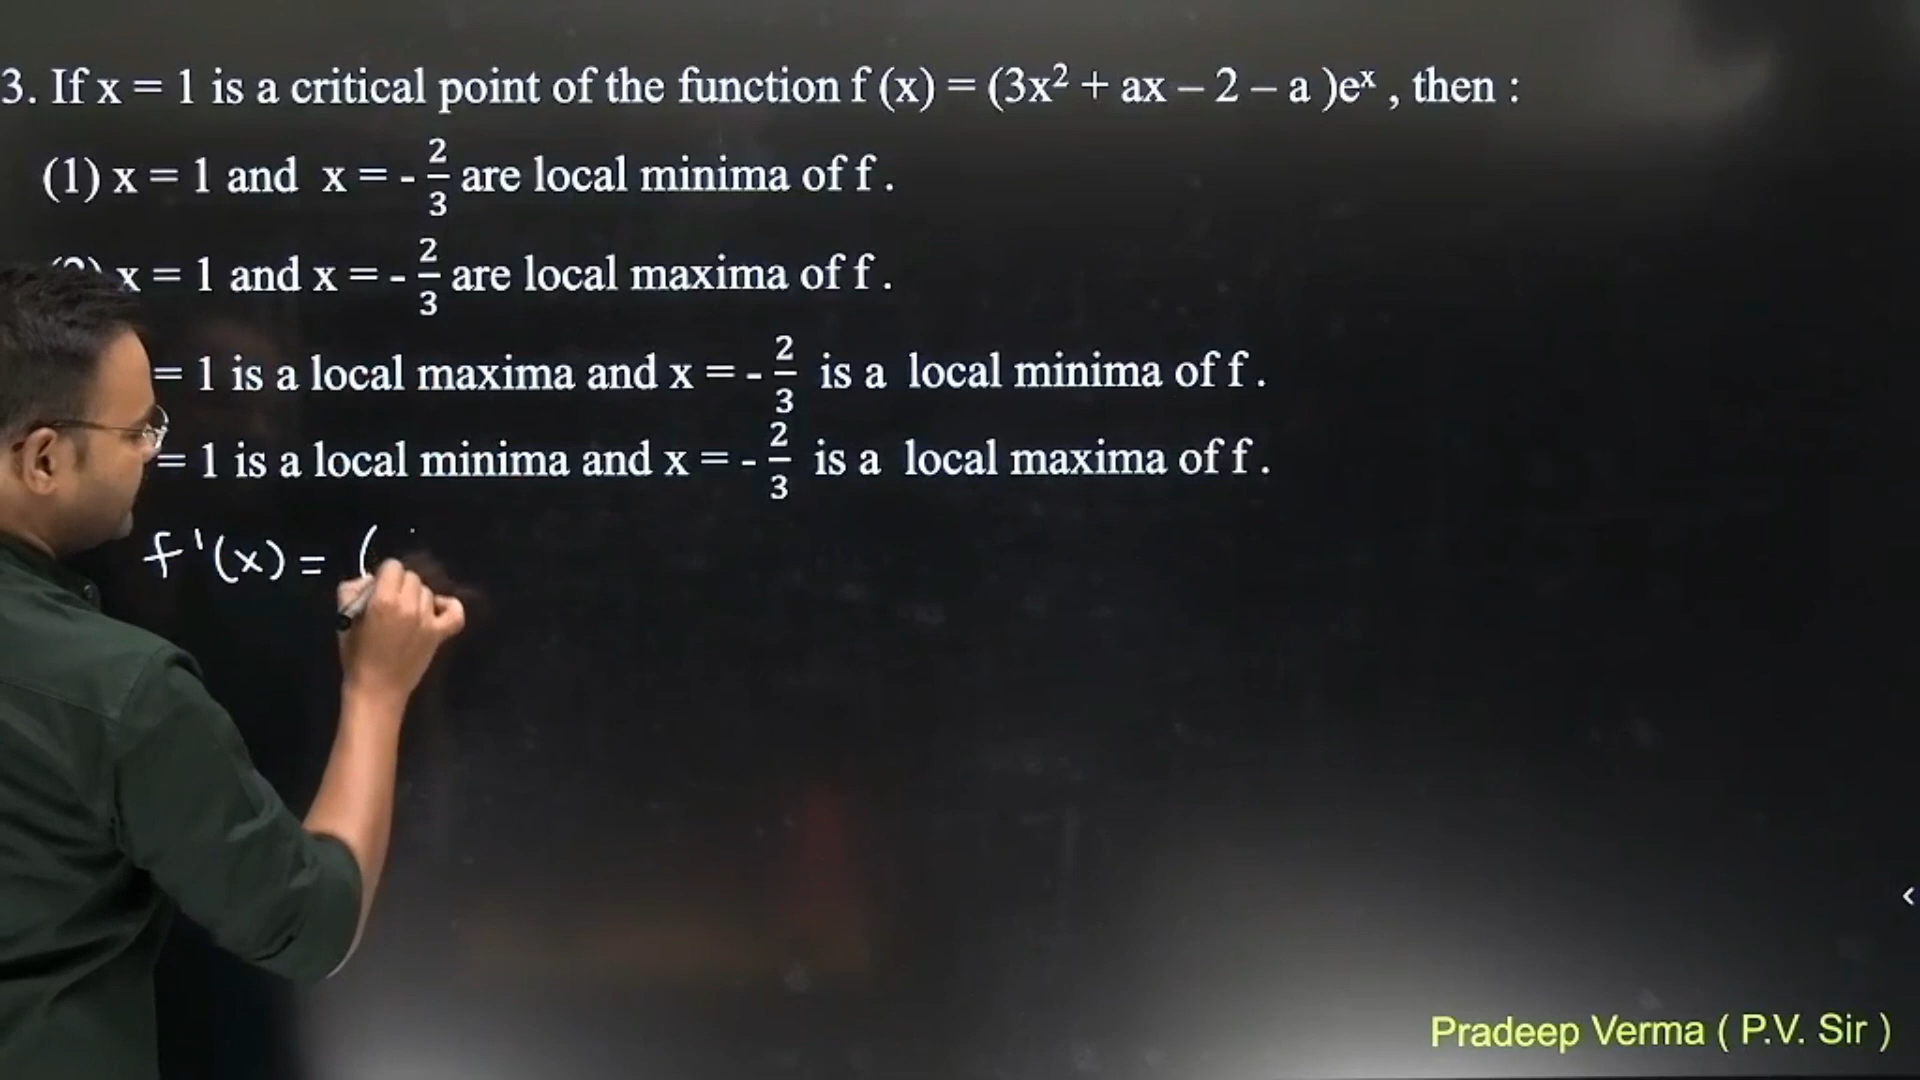 3. If x = 1 is a critical point of the function f (x) = (3x² + ax – 2 – a )eˣ , then :
(1) x = 1 and x = - 2/3 are local minima of f .
x = 1 and x = - 2/3 are local maxima of f .
= 1 is a local maxima and x = - 2/3 is a local minima of f .
= 1 is a local minima and x = - 2/3 is a local maxima of f .
f'(x) = (
Pradeep Verma ( P.V. Sir )